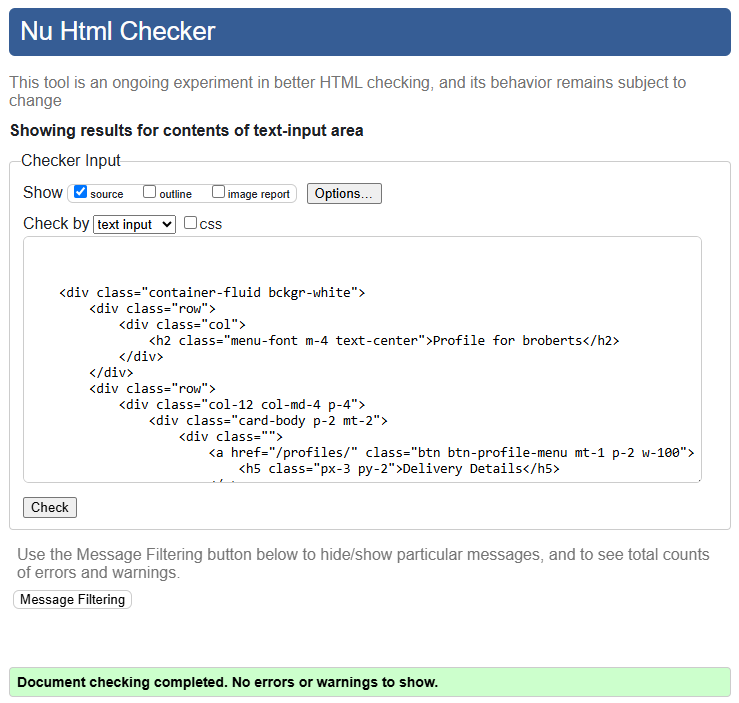 Nu Html Checker
This tool is an ongoing experiment in better HTML checking, and its behavior remains subject to
change
Showing results for contents of text-input area
Checker Input
Show source outline image report Options...
Check by text input css
<div class="container-fluid bckgr-white">
<div class="row">
<div class="col">
<h2 class="menu-font m-4 text-center">Profile for broberts</h2>
</div>
</div>
<div class="row">
<div class="col-12 col-md-4 p-4">
<div class="card-body p-2 mt-2">
<div class="">
<a href="/profiles/" class="btn btn-profile-menu mt-1 p-2 w-100">
<h5 class="px-3 py-2">Delivery Details</h5>
Check
Use the Message Filtering button below to hide/show particular messages, and to see total counts
of errors and warnings.
Message Filtering
Document checking completed. No errors or warnings to show.